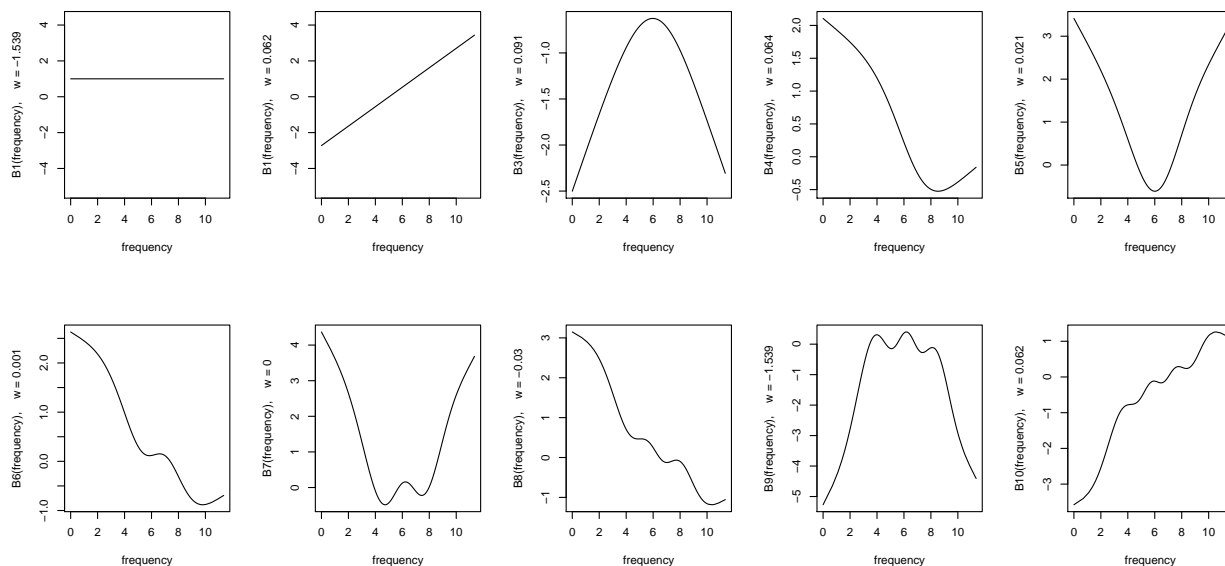 B1(frequency), w = −1.539
4
2
0
−2
−4
0 2 4 6 8 10
frequency
B1(frequency), w = 0.062
4
2
0
−2
−4
0 2 4 6 8 10
frequency
B3(frequency), w = 0.091
−1.0
−1.5
−2.0
−2.5
0 2 4 6 8 10
frequency
B4(frequency), w = 0.064
2.0
1.5
1.0
0.5
0.0
−0.5
0 2 4 6 8 10
frequency
B5(frequency), w = 0.021
3
2
1
0
0 2 4 6 8 10
frequency
B6(frequency), w = 0.001
2.0
1.0
0.0
−1.0
0 2 4 6 8 10
frequency
B7(frequency), w = 0
4
3
2
1
0
0 2 4 6 8 10
frequency
B8(frequency), w = −0.03
3
2
1
0
−1
0 2 4 6 8 10
frequency
B9(frequency), w = −1.539
0
−1
−2
−3
−4
−5
0 2 4 6 8 10
frequency
B10(frequency), w = 0.062
1
0
−1
−2
−3
0 2 4 6 8 10
frequency